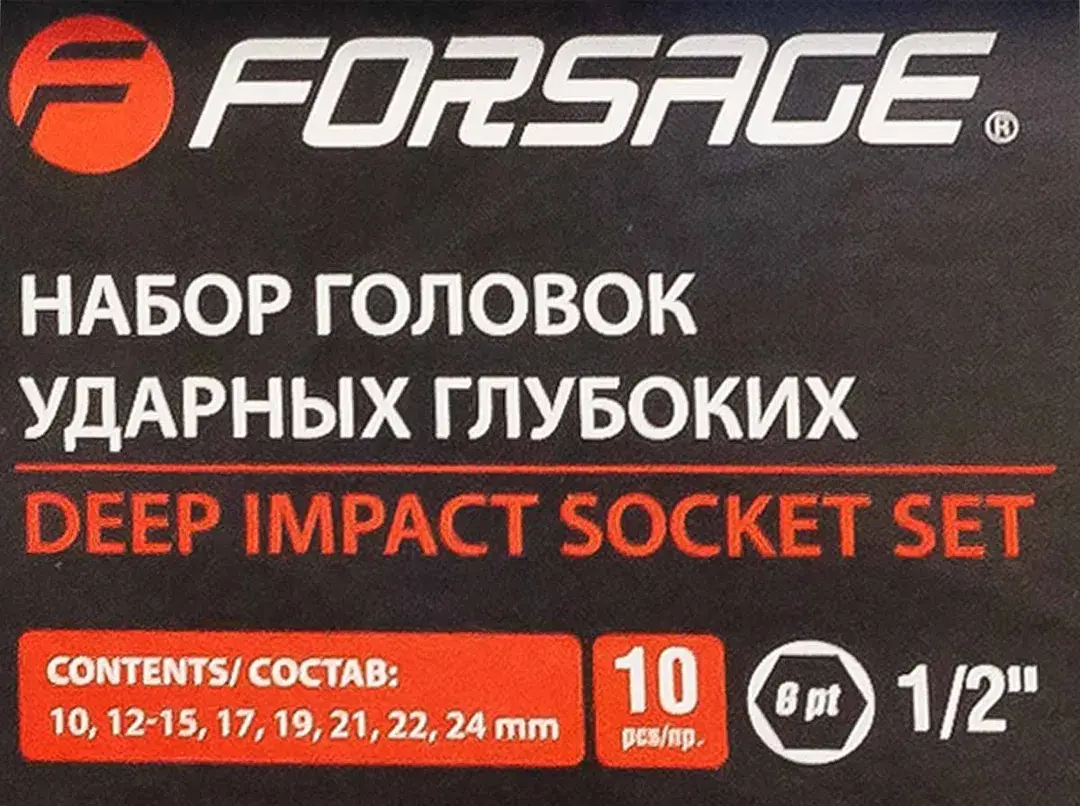 FORSAGE®
НАБОР ГОЛОВОК
УДАРНЫХ ГЛУБОКИХ
DEEP IMPACT SOCKET SET
CONTENTS/ СОСТАВ:
10, 12-15, 17, 19, 21, 22, 24 mm
10
pcs/пр.
6 pt
1/2"